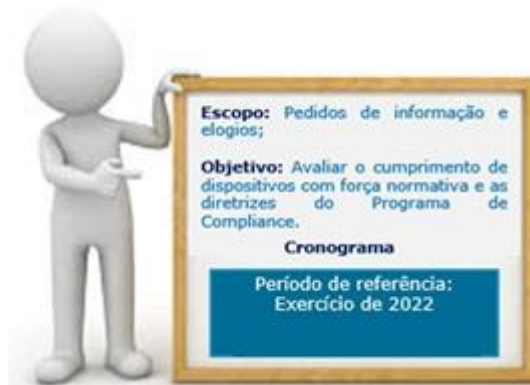 Escopo: Pedidos de informação e
elogios;
Objetivo: Avaliar o cumprimento de
dispositivos com força normativa e as
diretrizes do Programa de
Compliance.
Cronograma
Período de referência:
Exercício de 2022